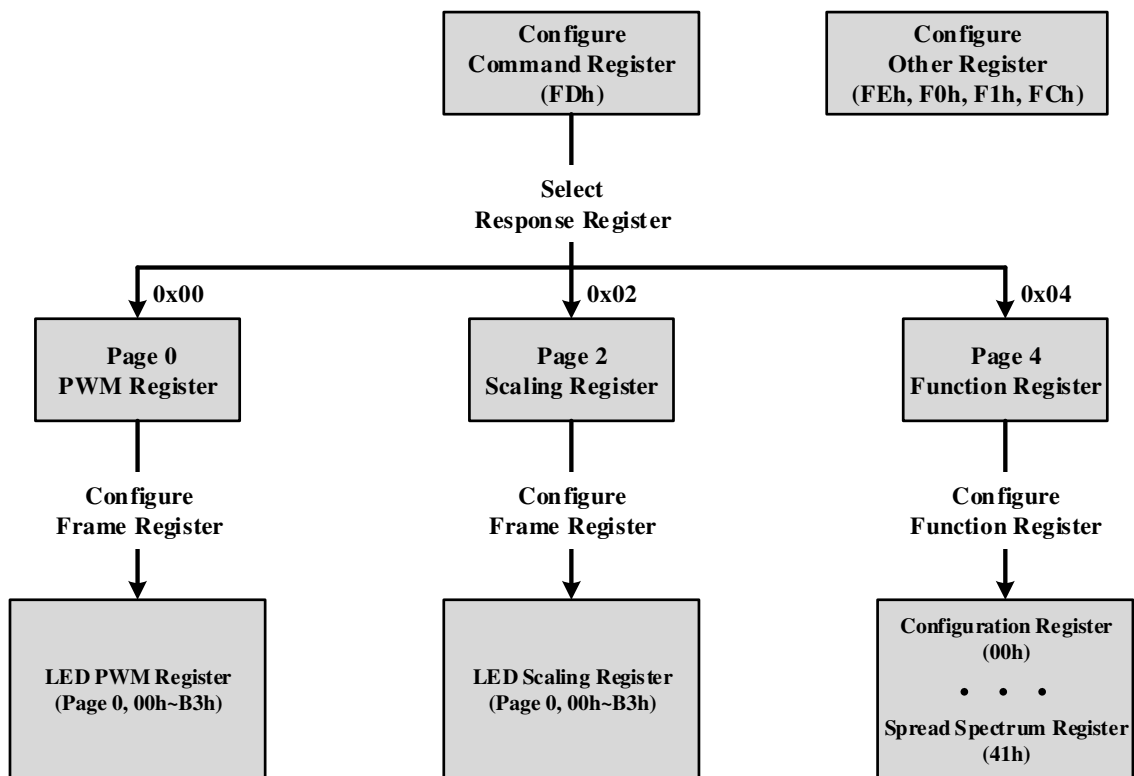 Configure
Command Register
(FDh)
Configure
Other Register
(FEh, F0h, F1h, FCh)
Select
Response Register
0x00
0x02
0x04
Page 0
PWM Register
Page 2
Scaling Register
Page 4
Function Register
Configure
Frame Register
Configure
Frame Register
Configure
Function Register
LED PWM Register
(Page 0, 00h~B3h)
LED Scaling Register
(Page 0, 00h~B3h)
Configuration Register
(00h)
• • •
Spread Spectrum Register
(41h)